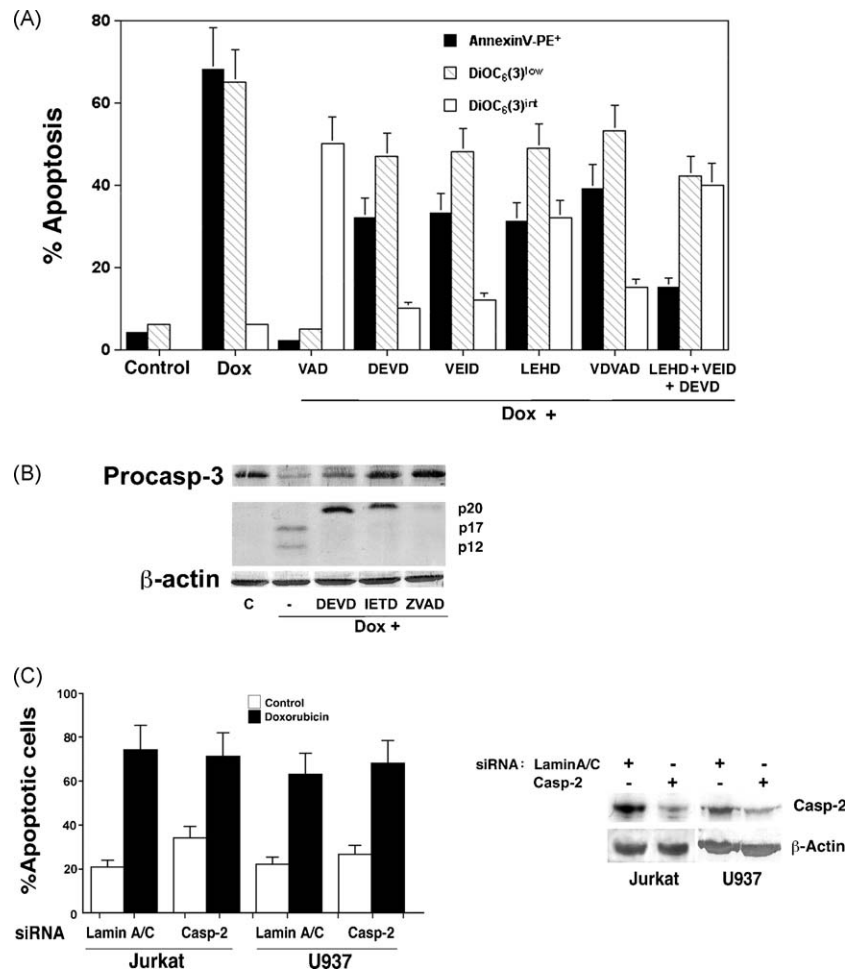 (A)
80
60
40
20
0
% Apoptosis
AnnexinV-PE⁺
DiOC₆(3)ˡᵒʷ
DiOC₆(3)ⁱⁿᵗ
Control Dox VAD DEVD VEID LEHD VDVAD LEHD + VEID
+ DEVD
Dox +
(B)
Procasp-3
p20
p17
p12
β-actin
C - DEVD IETD ZVAD
Dox +
(C)
100
80
60
40
20
0
%Apoptotic cells
Control
Doxorubicin
siRNA Lamin A/C Casp-2 Lamin A/C Casp-2
Jurkat U937
siRNA: LaminA/C + - + -
Casp-2 - + - +
Casp-2
β-Actin
Jurkat U937